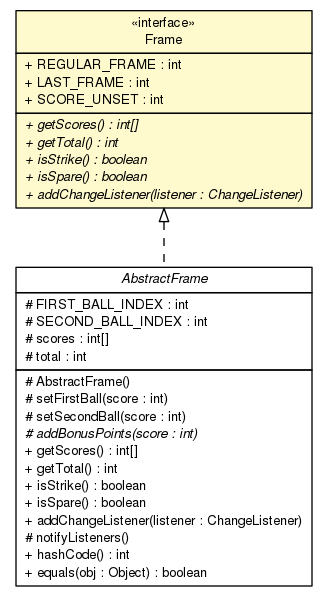 «interface»
Frame
+ REGULAR_FRAME : int
+ LAST_FRAME : int
+ SCORE_UNSET : int
+ getScores() : int[]
+ getTotal() : int
+ isStrike() : boolean
+ isSpare() : boolean
+ addChangeListener(listener : ChangeListener)
AbstractFrame
# FIRST_BALL_INDEX : int
# SECOND_BALL_INDEX : int
# scores : int[]
# total : int
# AbstractFrame()
# setFirstBall(score : int)
# setSecondBall(score : int)
# addBonusPoints(score : int)
+ getScores() : int[]
+ getTotal() : int
+ isStrike() : boolean
+ isSpare() : boolean
+ addChangeListener(listener : ChangeListener)
# notifyListeners()
+ hashCode() : int
+ equals(obj : Object) : boolean